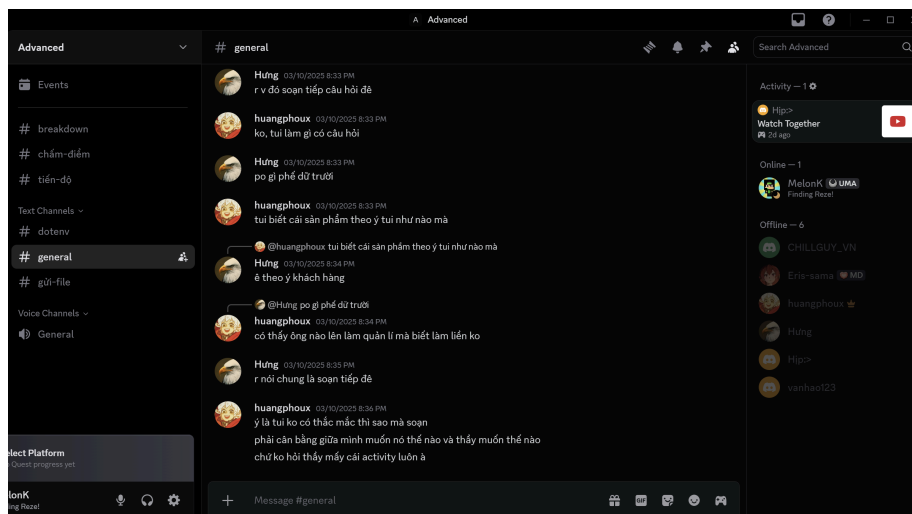 A Advanced
Advanced
# general
Search Advanced
Events
# breakdown
# chấm-điểm
# tiến-độ
Text Channels
# dotenv
# general
# gửi-file
Voice Channels
General
elect Platform
Quest progress yet
lonK
ing Reze!
Hưng 03/10/2025 8:33 PM
r v đó soạn tiếp câu hỏi đê
huangphoux 03/10/2025 8:33 PM
ko, tui làm gì có câu hỏi
Hưng 03/10/2025 8:33 PM
po gì phế dữ trười
huangphoux 03/10/2025 8:33 PM
tui biết cái sản phẩm theo ý tui như nào mà
@huangphoux tui biết cái sản phẩm theo ý tui như nào mà
Hưng 03/10/2025 8:34 PM
ê theo ý khách hàng
@Hưng po gì phế dữ trười
huangphoux 03/10/2025 8:34 PM
có thấy ông nào lên làm quản lí mà biết làm liền ko
Hưng 03/10/2025 8:35 PM
r nói chung là soạn tiếp đê
huangphoux 03/10/2025 8:36 PM
ý là tui ko có thắc mắc thì sao mà soạn
phải cân bằng giữa mình muốn nó thế nào và thầy muốn thế nào
chứ ko hỏi thầy mấy cái activity luôn à
Message #general
GIF
Activity — 1
Hip:>
Watch Together
2d ago
Online — 1
MelonK UMA
Finding Reze!
Offline — 6
CHILLGUY_VN
Eris-sama MD
huangphoux
Hưng
Hip:>
vanhao123